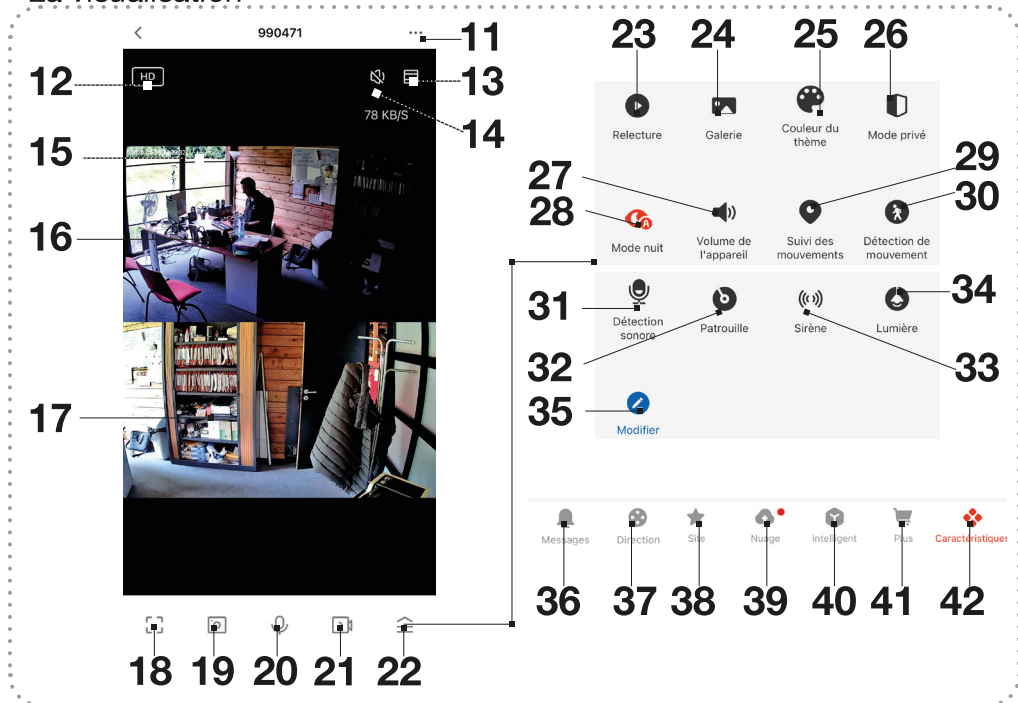 La visualisation
990471
11
12
HD
13
78 KB/S
14
15
16
17
18
19
20
21
22
23
24
25
26
Relecture
Galerie
Couleur du
thème
Mode privé
27
28
29
30
Mode nuit
Volume de
l'appareil
Suivi des
mouvements
Détection de
mouvement
31
32
33
34
Détection
sonore
Patrouille
Sirène
Lumière
35
Modifier
Messages
Direction
Site
Nuage
Intelligent
Plus
Caractéristiques
36
37
38
39
40
41
42